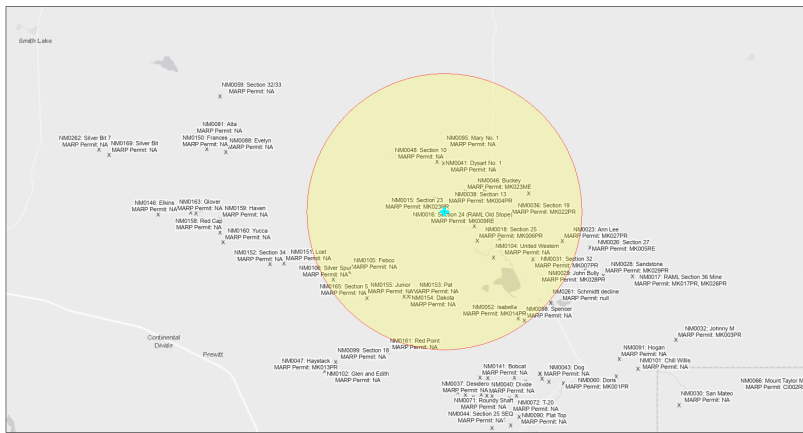 Smith Lake
NM0059: Section 32/33
MARP Permit: NA
NM0081: Alta
MARP Permit: NA
NM0262: Silver Bit 7
MARP Permit: NA
NM0169: Silver Bit
MARP Permit: NA
NM0150: Frances
MARP Permit: NA
NM0088: Evelyn
MARP Permit: NA
NM0095: Mary No. 1
MARP Permit: NA
NM0048: Section 10
MARP Permit: NA
NM0041: Dysart No. 1
MARP Permit: NA
NM0046: Buckey
MARP Permit: MK023ME
NM0038: Section 13
MARP Permit: MK004PR
NM0015: Section 23
MARP Permit: MK023PR
NM0036: Section 19
MARP Permit: MK022PR
NM0016: Section 24 (RAML Old Stope)
MARP Permit: MK009RE
NM0146: Elkins
MARP Permit: NA
NM0163: Glover
MARP Permit: NA
NM0159: Haven
MARP Permit: NA
NM0158: Red Cap
MARP Permit: NA
NM0160: Yucca
MARP Permit: NA
NM0018: Section 25
MARP Permit: MK006PR
NM0023: Ann Lee
MARP Permit: MK027PR
NM0104: United Western
MARP Permit: NA
NM0026: Section 27
MARP Permit: MK005RE
NM0152: Section 34
MARP Permit: NA
NM0151: Lost
MARP Permit: NA
NM0105: Febco
MARP Permit: NA
NM0106: Silver Spur
MARP Permit: NA
NM0031: Section 32
MARP Permit: MK007PR
NM0029: John Bully
MARP Permit: MK028PR
NM0028: Sandstone
MARP Permit: MK029PR
NM0017: RAML Section 36 Mine
MARP Permit: MK017PR, MK026PR
NM0165: Section 5
MARP Permit: NA
NM0155: Junior
MARP Permit: NA
NM0153: Pat
MARP Permit: NA
NM0154: Dakota
MARP Permit: NA
NM0261: Schmidtt decline
MARP Permit: null
NM0052: Isabella
MARP Permit: MK014PR
NM0098: Spencer
MARP Permit: NA
NM0032: Johnny M
MARP Permit: MK003PR
Continental
Divide
Prewitt
NM0161: Red Point
MARP Permit: NA
NM0099: Section 18
MARP Permit: NA
NM0047: Haystack
MARP Permit: MK013PR
NM0102: Glen and Edith
MARP Permit: NA
NM0091: Hogan
MARP Permit: NA
NM0101: Chill Willis
MARP Permit: NA
NM0141: Bobcat
MARP Permit: NA
NM0043: Dog
MARP Permit: NA
NM0060: Doris
MARP Permit: MK001PR
NM0037: Desidero
MARP Permit: NA
NM0040: Divide
MARP Permit: NA
NM0066: Mount Taylor M
MARP Permit: CI002RE
NM0030: San Mateo
MARP Permit: NA
NM0071: Roundy Shaft
MARP Permit: NA
NM0072: T-20
MARP Permit: NA
NM0044: Section 25 SEQ
MARP Permit: NA
NM0090: Flat Top
MARP Permit: NA